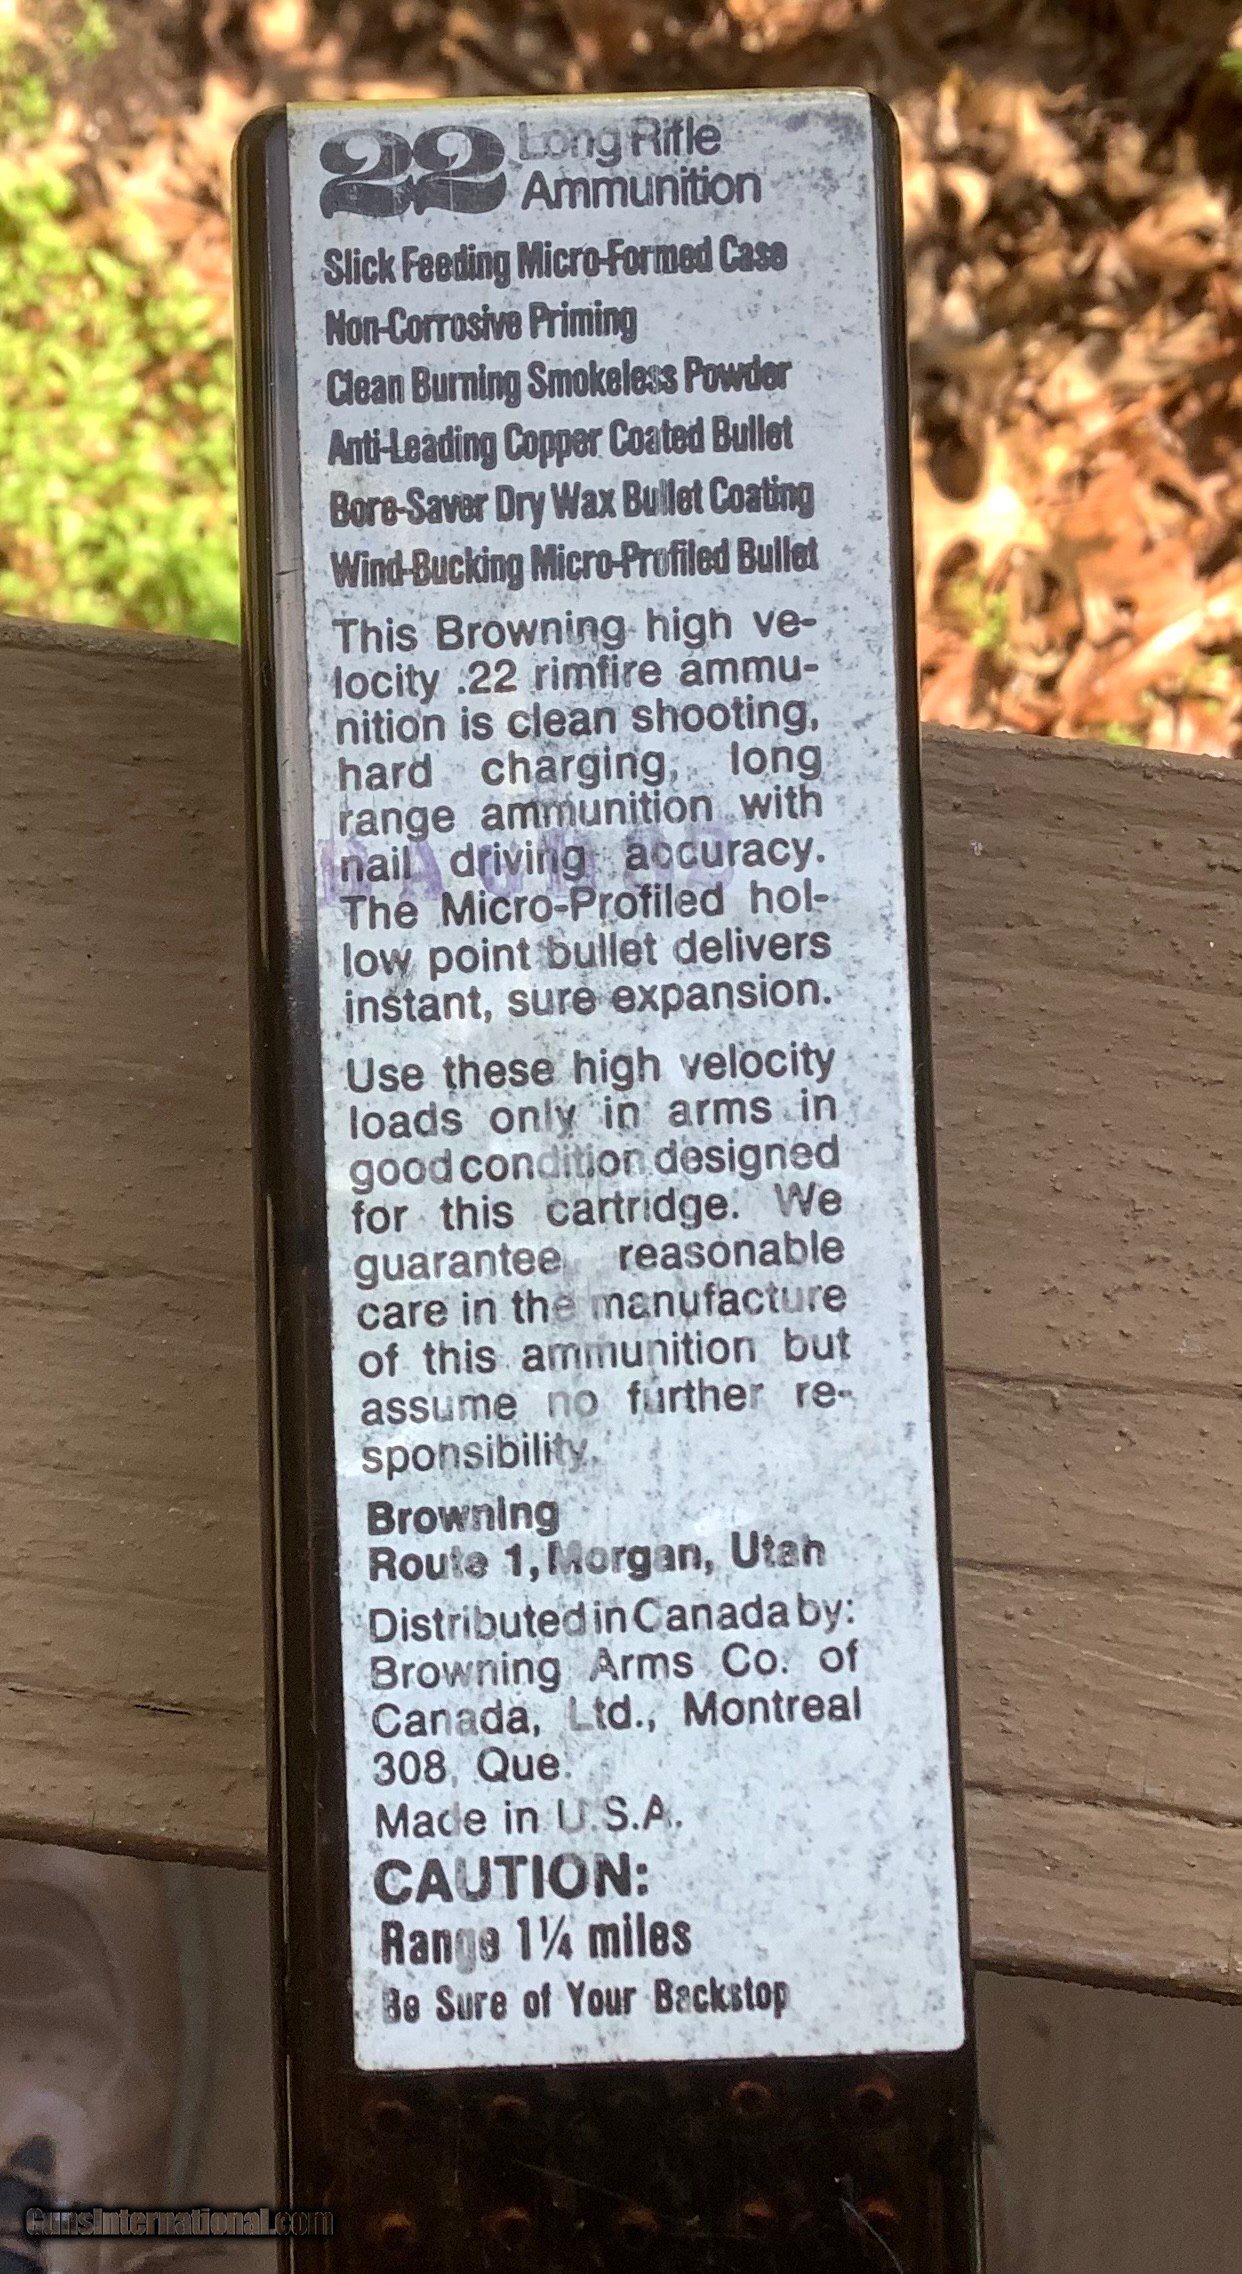 22 Long Rifle
Ammunition
Slick Feeding Micro-Formed Case
Non-Corrosive Priming
Clean Burning Smokeless Powder
Anti-Leading Copper Coated Bullet
Bore-Saver Dry Wax Bullet Coating
Wind-Bucking Micro-Profiled Bullet
This Browning high ve-
locity .22 rimfire ammu-
nition is clean shooting,
hard charging, long
range ammunition with
nail driving accuracy.
The Micro-Profiled hol-
low point bullet delivers
instant, sure expansion.
Use these high velocity
loads only in arms in
good condition designed
for this cartridge. We
guarantee reasonable
care in the manufacture
of this ammunition but
assume no further re-
sponsibility.
Browning
Route 1, Morgan, Utah
Distributed in Canada by:
Browning Arms Co. of
Canada, Ltd., Montreal
308, Que.
Made in U.S.A.
CAUTION:
Range 1¼ miles
Be Sure of Your Backstop
GunsInternational.com